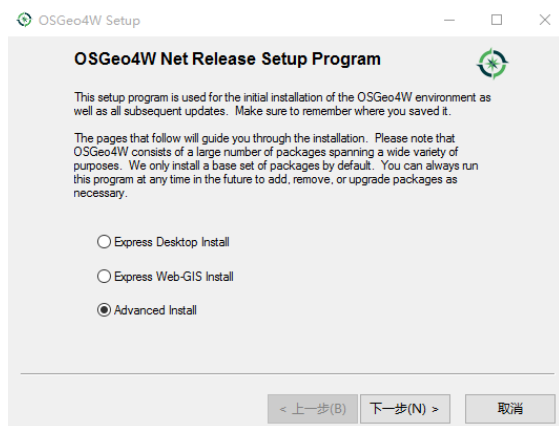 OSGeo4W Setup
OSGeo4W Net Release Setup Program
This setup program is used for the initial installation of the OSGeo4W environment as
well as all subsequent updates. Make sure to remember where you saved it.
The pages that follow will guide you through the installation. Please note that
OSGeo4W consists of a large number of packages spanning a wide variety of
purposes. We only install a base set of packages by default. You can always run
this program at any time in the future to add, remove, or upgrade packages as
necessary.
Express Desktop Install
Express Web-GIS Install
Advanced Install
< 上一步(B) 下一步(N) > 取消